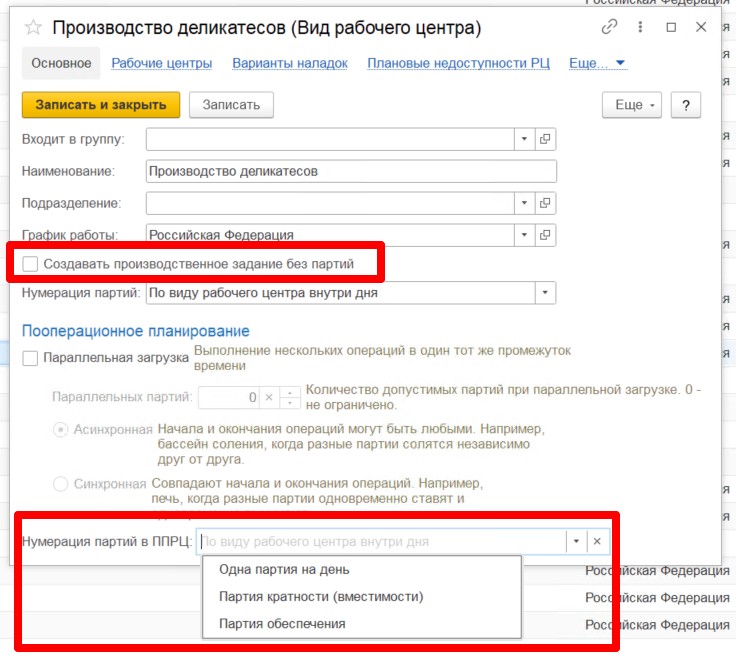 Российская Федерация
Производство деликатесов (Вид рабочего центра)
Основное Рабочие центры Варианты наладок Плановые недоступности РЦ Еще...
Записать и закрыть Записать Еще ?
Входит в группу:
Наименование: Производство деликатесов
Подразделение:
График работы: Российская Федерация
Создавать производственное задание без партий
Нумерация партий: По виду рабочего центра внутри дня
Пооперационное планирование
Параллельная загрузка Выполнение нескольких операций в один тот же промежуток
времени
Параллельных партий: 0 Количество допустимых партий при параллельной загрузке. 0 -
не ограничено.
Асинхронная Начала и окончания операций могут быть любыми. Например,
бассейн соления, когда разные партии солятся независимо
друг от друга.
Синхронная Совпадают начала и окончания операций. Например,
печь, когда разные партии одновременно ставят и
Нумерация партий в ППРЦ: По виду рабочего центра внутри дня
Одна партия на день Российская Федерация
Партия кратности (вместимости) Российская Федерация
Партия обеспечения Российская Федерация